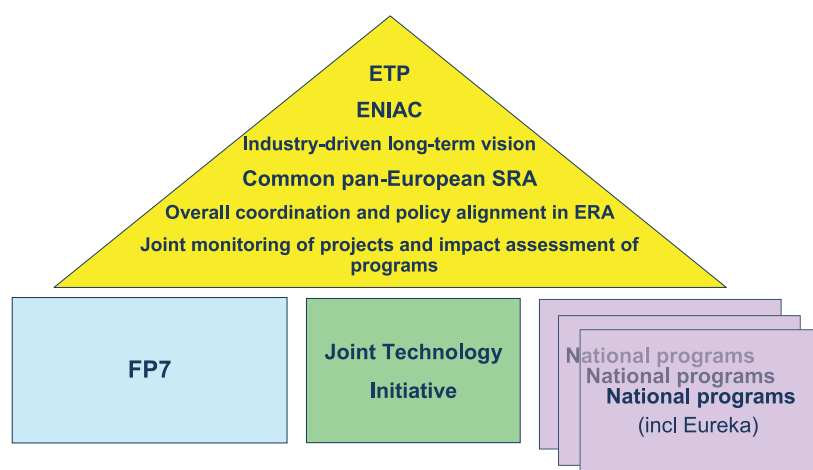 ETP
ENIAC
Industry-driven long-term vision
Common pan-European SRA
Overall coordination and policy alignment in ERA
Joint monitoring of projects and impact assessment of
programs
FP7
Joint Technology
Initiative
National programs
National programs
National programs
(incl Eureka)